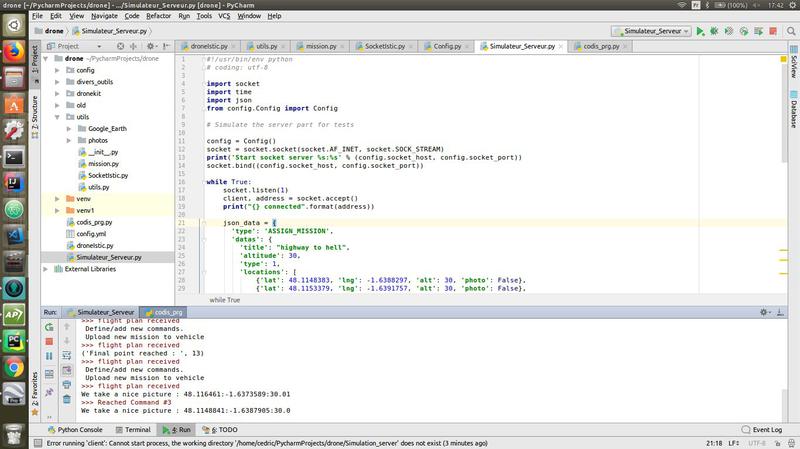 drone [~/PycharmProjects/drone] - .../Simulateur_Serveur.py [drone] - PyCharm
Fr
(100%)
17:42
File Edit View Navigate Code Refactor Run Tools VCS Window Help
drone Simulateur_Serveur.py
Simulateur_Serveur
Project
droneIstic.py utils.py mission.py SocketIstic.py Config.py Simulateur_Serveur.py codis_prg.py
1: Project
7: Structure
2: Favorites
SciView
Database
drone ~/PycharmProjects/drone
config
divers_outils
dronekit
old
utils
Google_Earth
photos
__init__.py
mission.py
SocketIstic.py
utils.py
venv
venv1
codis_prg.py
config.yml
droneIstic.py
Simulateur_Serveur.py
External Libraries
1 #!/usr/bin/env python
2 # coding: utf-8
3
4 import socket
5 import time
6 import json
7 from config.Config import Config
8
9 # Simulate the server part for tests
10
11 config = Config()
12 socket = socket.socket(socket.AF_INET, socket.SOCK_STREAM)
13 print('Start socket server %s:%s' % (config.socket_host, config.socket_port))
14 socket.bind((config.socket_host, config.socket_port))
15
16 while True:
17 socket.listen(1)
18 client, address = socket.accept()
19 print("{} connected".format(address))
20
21 json_data = {
22 'type': 'ASSIGN_MISSION',
23 'datas': {
24 'title': "highway to hell",
25 'altitude': 30,
26 'type': 1,
27 'locations': [
28 {'lat': 48.1148383, 'lng': -1.6388297, 'alt': 30, 'photo': False},
{'lat': 48.1153379, 'lng': -1.6391757, 'alt': 30, 'photo': False},
while True
Run: Simulateur_Serveur codis_prg
>>> flight plan received
Define/add new commands.
Upload new mission to vehicle
>>> flight plan received
('Final point reached : ', 13)
>>> flight plan received
Define/add new commands.
Upload new mission to vehicle
>>> flight plan received
We take a nice picture : 48.116461:-1.6373589:30.01
>>> Reached Command #3
We take a nice picture : 48.1148841:-1.6387905:30.0
Python Console Terminal 4: Run 6: TODO Event Log
Error running 'client': Cannot start process, the working directory '/home/cedric/PycharmProjects/drone/Simulation_server' does not exist (3 minutes ago)
21:18 LF UTF-8